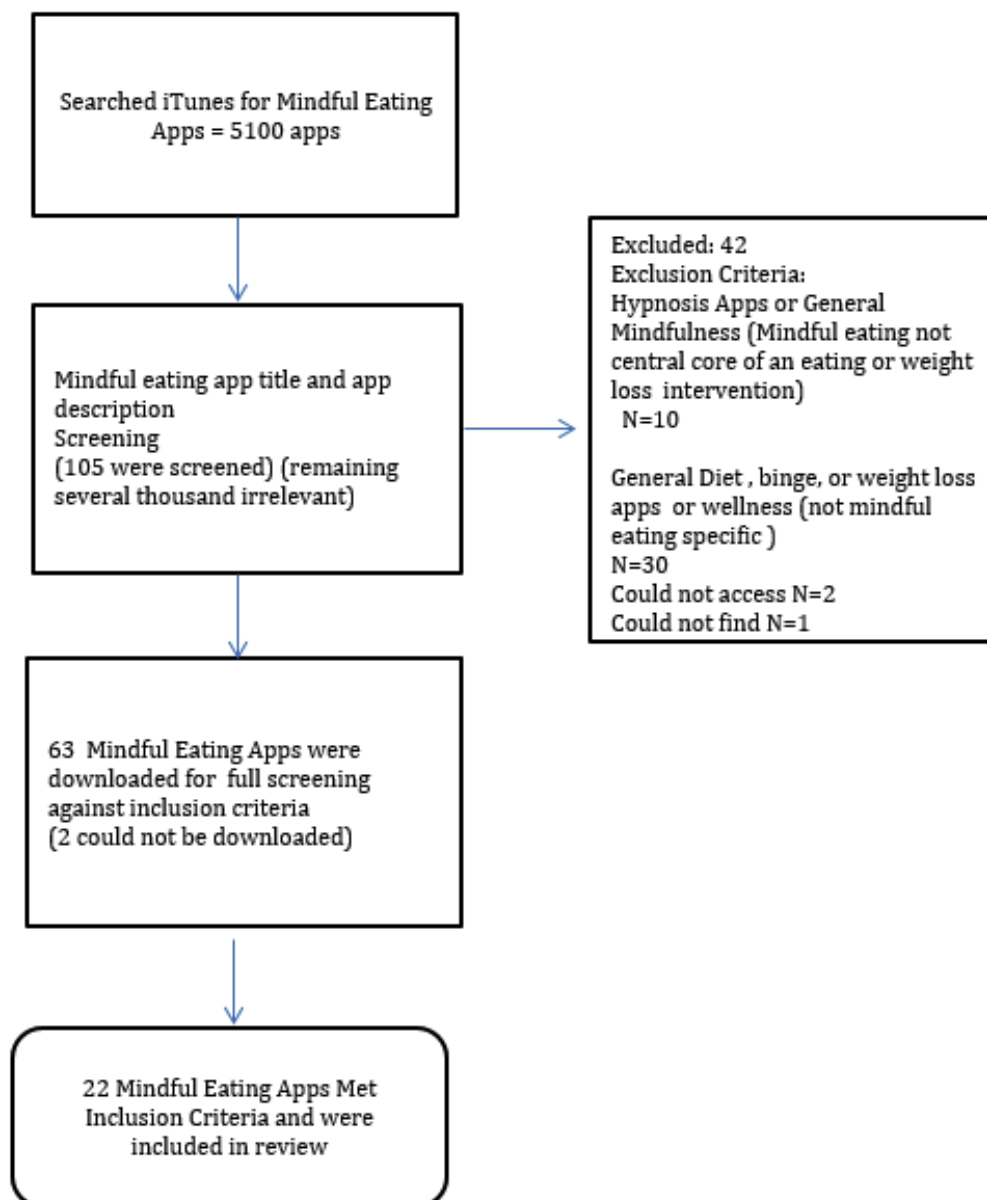 Searched iTunes for Mindful Eating
Apps = 5100 apps
Mindful eating app title and app
description
Screening
(105 were screened) (remaining
several thousand irrelevant)
Excluded: 42
Exclusion Criteria:
Hypnosis Apps or General
Mindfulness (Mindful eating not
central core of an eating or weight
loss intervention)
N=10
General Diet , binge, or weight loss
apps or wellness (not mindful
eating specific )
N=30
Could not access N=2
Could not find N=1
63 Mindful Eating Apps were
downloaded for full screening
against inclusion criteria
(2 could not be downloaded)
22 Mindful Eating Apps Met
Inclusion Criteria and were
included in review